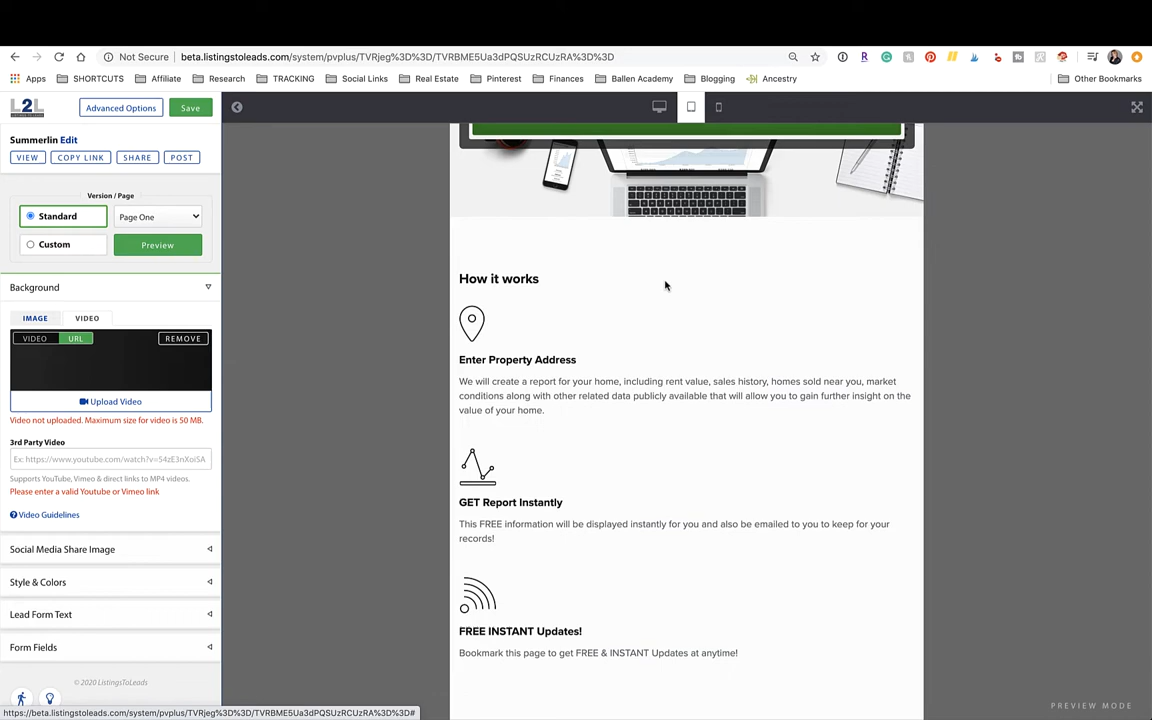 Not Secure
beta.listingstoleads.com/system/pvplus/TVRjeg%3D%3D/TVRBME5Ua3dPQSUzRCUzRA%3D%3D
Apps SHORTCUTS Affiliate Research TRACKING Social Links Real Estate Pinterest Finances Ballen Academy Blogging Ancestry Other Bookmarks
L2L
LISTINGS TO LEADS
Advanced Options
Save
Summerlin Edit
VIEW COPY LINK SHARE POST
Version / Page
Standard
Page One
Custom
Preview
Background
IMAGE VIDEO
VIDEO URL REMOVE
Upload Video
Video not uploaded. Maximum size for video is 50 MB.
3rd Party Video
Ex: https://www.youtube.com/watch?v=54zE3nXoiSA
Supports YouTube, Vimeo & direct links to MP4 videos.
Please enter a valid Youtube or Vimeo link
Video Guidelines
Social Media Share Image
Style & Colors
Lead Form Text
Form Fields
© 2020 ListingsToLeads
https://beta.listingstoleads.com/system/pvplus/TVRjeg%3D%3D/TVRBME5Ua3dPQSUzRCUzRA%3D%3D#
How it works
Enter Property Address
We will create a report for your home, including rent value, sales history, homes sold near you, market
conditions along with other related data publicly available that will allow you to gain further insight on the
value of your home.
GET Report Instantly
This FREE information will be displayed instantly for you and also be emailed to you to keep for your
records!
FREE INSTANT Updates!
Bookmark this page to get FREE & INSTANT Updates at anytime!
PREVIEW MODE